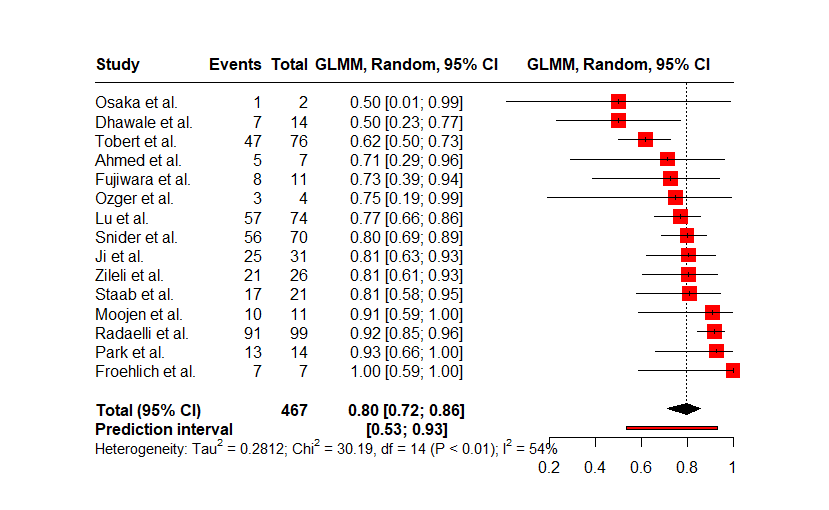 Study Events Total GLMM, Random, 95% CI GLMM, Random, 95% CI
Osaka et al. 1 2 0.50 [0.01; 0.99]
Dhawale et al. 7 14 0.50 [0.23; 0.77]
Tobert et al. 47 76 0.62 [0.50; 0.73]
Ahmed et al. 5 7 0.71 [0.29; 0.96]
Fujiwara et al. 8 11 0.73 [0.39; 0.94]
Ozger et al. 3 4 0.75 [0.19; 0.99]
Lu et al. 57 74 0.77 [0.66; 0.86]
Snider et al. 56 70 0.80 [0.69; 0.89]
Ji et al. 25 31 0.81 [0.63; 0.93]
Zileli et al. 21 26 0.81 [0.61; 0.93]
Staab et al. 17 21 0.81 [0.58; 0.95]
Moojen et al. 10 11 0.91 [0.59; 1.00]
Radaelli et al. 91 99 0.92 [0.85; 0.96]
Park et al. 13 14 0.93 [0.66; 1.00]
Froehlich et al. 7 7 1.00 [0.59; 1.00]
Total (95% CI) 467 0.80 [0.72; 0.86]
Prediction interval [0.53; 0.93]
Heterogeneity: Tau² = 0.2812; Chi² = 30.19, df = 14 (P < 0.01); I² = 54%
0.2 0.4 0.6 0.8 1